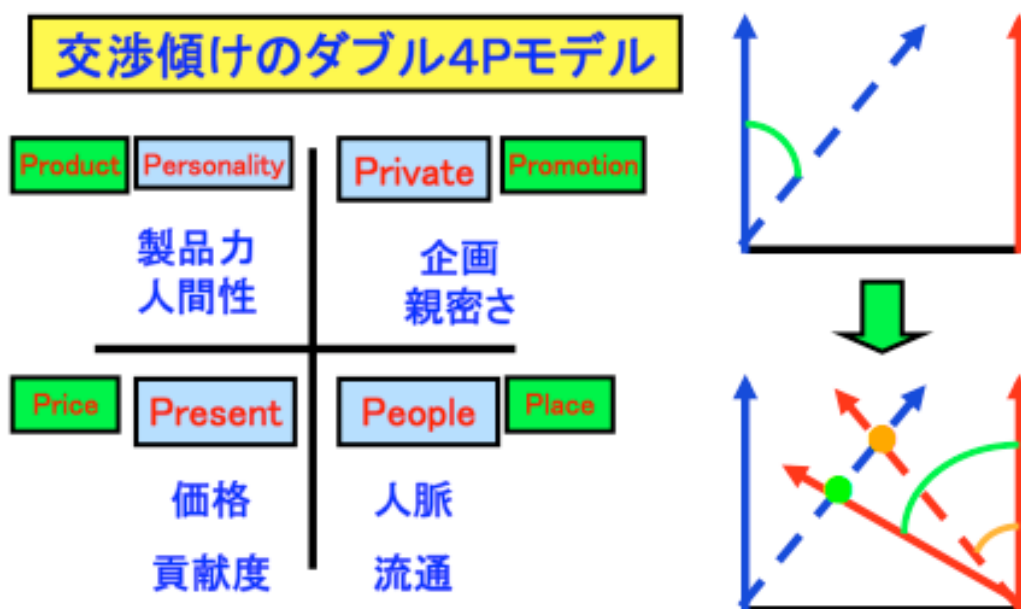 交渉傾けのダブル4Pモデル
Product Personality
Private Promotion
製品力
人間性
企画
親密さ
Price Present
People Place
価格
貢献度
人脈
流通